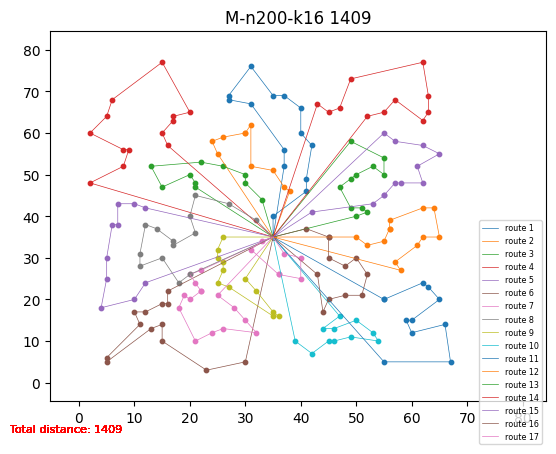 M-n200-k16 1409
80
70
60
50
40
30
20
10
0
0
10
20
30
40
50
60
70
80
route 1
route 2
route 3
route 4
route 5
route 6
route 7
route 8
route 9
route 10
route 11
route 12
route 13
route 14
route 15
route 16
route 17
Total distance: 1409